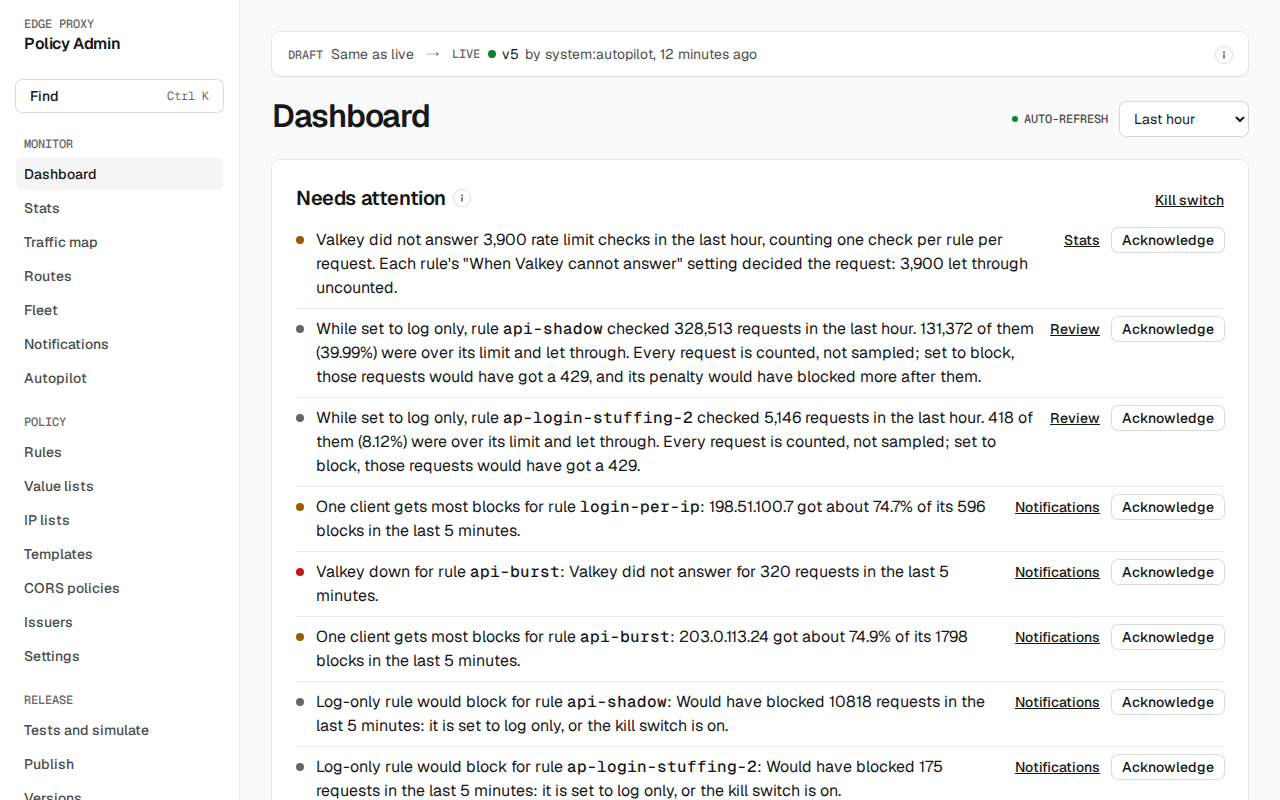 EDGE PROXY
Policy Admin
Find
Ctrl K
MONITOR
Dashboard
Stats
Traffic map
Routes
Fleet
Notifications
Autopilot
POLICY
Rules
Value lists
IP lists
Templates
CORS policies
Issuers
Settings
RELEASE
Tests and simulate
Publish
Versions
DRAFT Same as live → LIVE v5 by system:autopilot, 12 minutes ago
Dashboard
AUTO-REFRESH
Last hour
Needs attention
Kill switch
Valkey did not answer 3,900 rate limit checks in the last hour, counting one check per rule per
request. Each rule's "When Valkey cannot answer" setting decided the request: 3,900 let through
uncounted.
Stats Acknowledge
While set to log only, rule api-shadow checked 328,513 requests in the last hour. 131,372 of them
(39.99%) were over its limit and let through. Every request is counted, not sampled; set to block,
those requests would have got a 429, and its penalty would have blocked more after them.
Review Acknowledge
While set to log only, rule ap-login-stuffing-2 checked 5,146 requests in the last hour. 418 of
them (8.12%) were over its limit and let through. Every request is counted, not sampled; set to
block, those requests would have got a 429.
Review Acknowledge
One client gets most blocks for rule login-per-ip: 198.51.100.7 got about 74.7% of its 596
blocks in the last 5 minutes.
Notifications Acknowledge
Valkey down for rule api-burst: Valkey did not answer for 320 requests in the last 5
minutes.
Notifications Acknowledge
One client gets most blocks for rule api-burst: 203.0.113.24 got about 74.9% of its 1798
blocks in the last 5 minutes.
Notifications Acknowledge
Log-only rule would block for rule api-shadow: Would have blocked 10818 requests in the
last 5 minutes: it is set to log only, or the kill switch is on.
Notifications Acknowledge
Log-only rule would block for rule ap-login-stuffing-2: Would have blocked 175
requests in the last 5 minutes: it is set to log only, or the kill switch is on.
Notifications Acknowledge